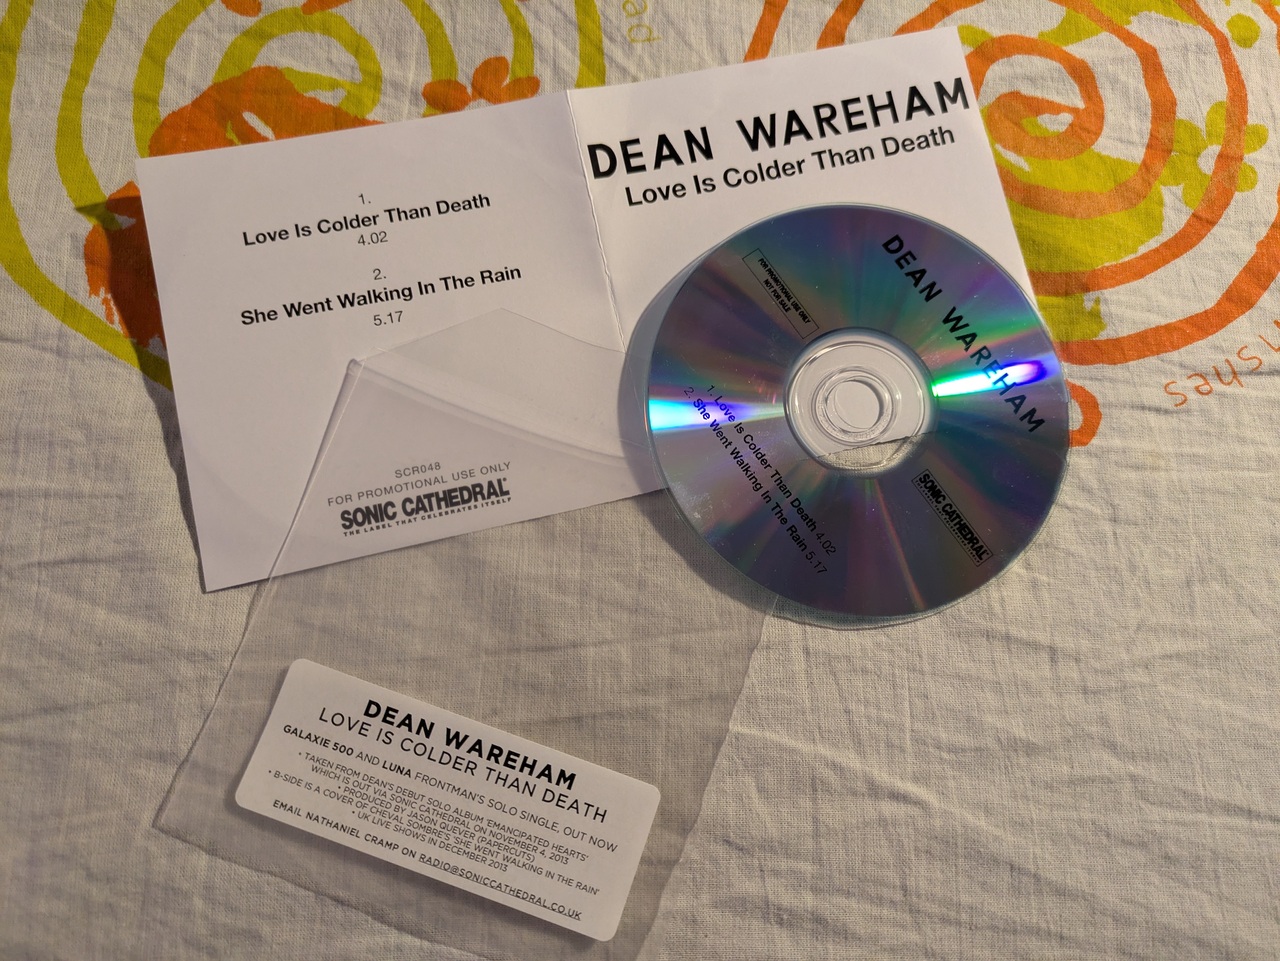 1.
Love Is Colder Than Death
4.02
2.
She Went Walking In The Rain
5.17
SCR048
FOR PROMOTIONAL USE ONLY
SONIC CATHEDRAL
THE LABEL THAT CELEBRATES ITSELF
DEAN WAREHAM
Love Is Colder Than Death
FOR PROMOTIONAL USE ONLY
NOT FOR SALE
DEAN WAREHAM
1. Love Is Colder Than Death 4.02
2. She Went Walking In The Rain 5.17
SONIC CATHEDRAL
DEAN WAREHAM
LOVE IS COLDER THAN DEATH
GALAXIE 500 AND LUNA FRONTMAN'S SOLO SINGLE, OUT NOW
• TAKEN FROM DEAN'S DEBUT SOLO ALBUM 'EMANCIPATED HEARTS'
WHICH IS OUT VIA SONIC CATHEDRAL ON NOVEMBER 4, 2013
• PRODUCED BY JASON QUEVER (PAPERCUTS)
• B-SIDE IS A COVER OF CHEVAL SOMBRE'S 'SHE WENT WALKING IN THE RAIN'
• UK LIVE SHOWS IN DECEMBER 2013
EMAIL NATHANIEL CRAMP ON RADIO@SONICCATHEDRAL.CO.UK